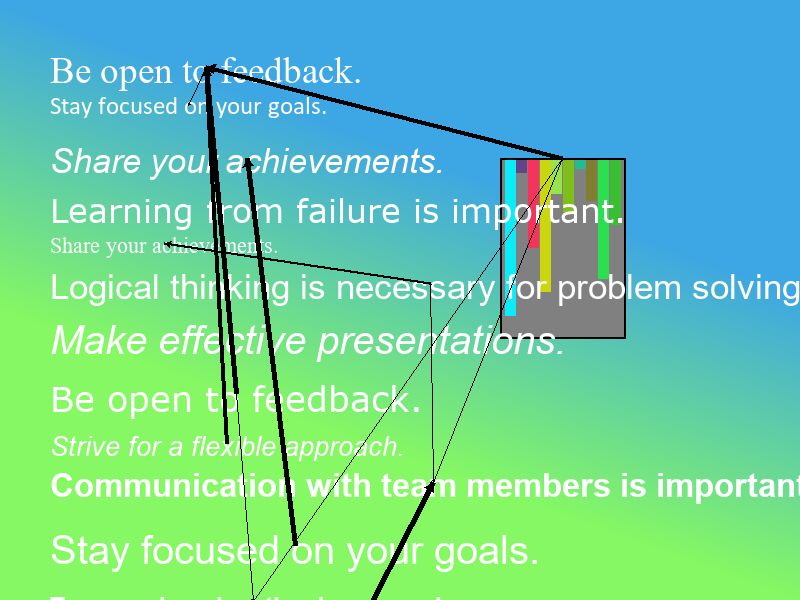 Be open to feedback.
Stay focused on your goals.
Share your achievements.
Learning from failure is important.
Share your achievements.
Logical thinking is necessary for problem solving
Make effective presentations.
Be open to feedback.
Strive for a flexible approach.
Communication with team members is important
Stay focused on your goals.